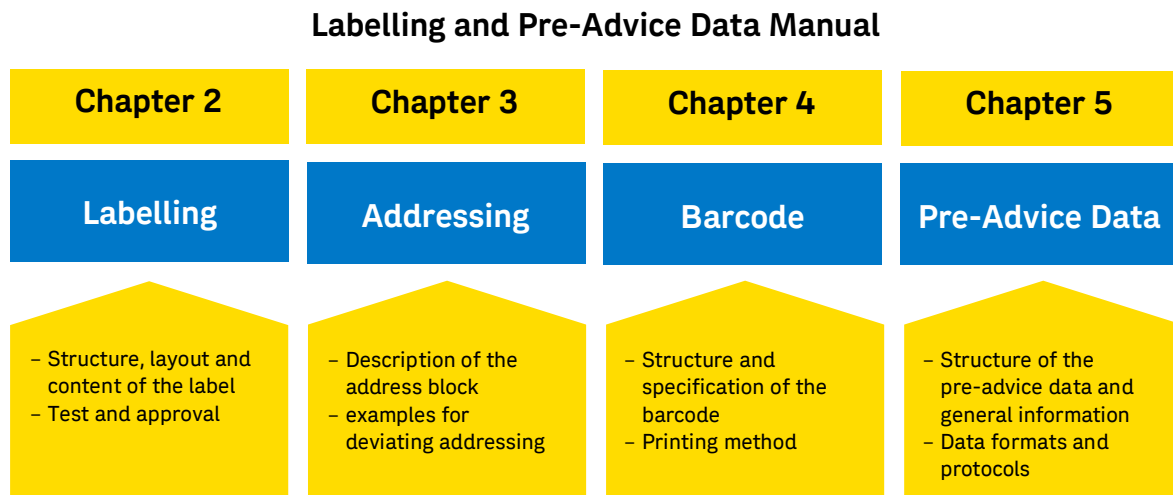 Labelling and Pre-Advice Data Manual
Chapter 2
Chapter 3
Chapter 4
Chapter 5
Labelling
Addressing
Barcode
Pre-Advice Data
– Structure, layout and
content of the label
– Test and approval
– Description of the
address block
– examples for
deviating addressing
– Structure and
specification of the
barcode
– Printing method
– Structure of the
pre-advice data and
general information
– Data formats and
protocols